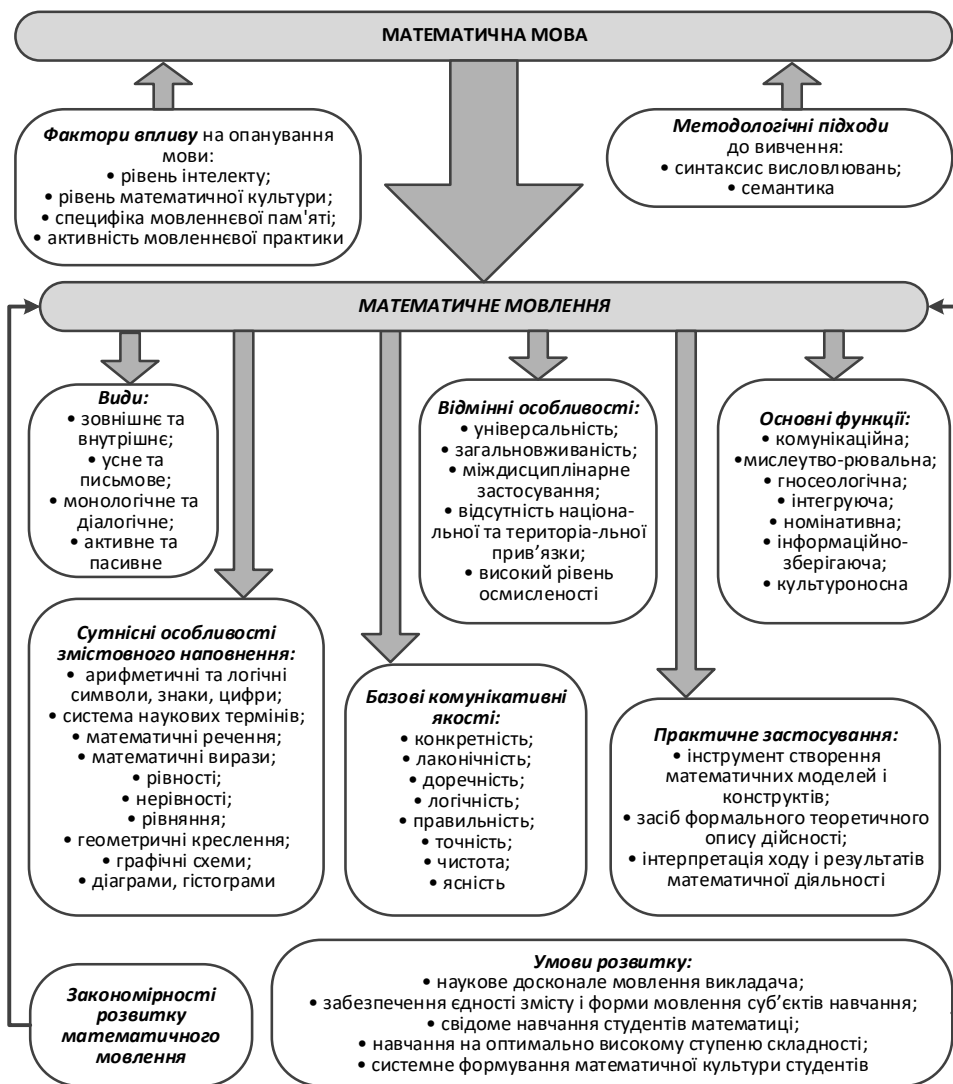 МАТЕМАТИЧНА МОВА
Фактори впливу на опанування
мови:
• рівень інтелекту;
• рівень математичної культури;
• специфіка мовленнєвої пам'яті;
• активність мовленнєвої практики
Методологічні підходи
до вивчення:
• синтаксис висловлювань;
• семантика
МАТЕМАТИЧНЕ МОВЛЕННЯ
Види:
• зовнішнє та
внутрішнє;
• усне та
письмове;
• монологічне та
діалогічне;
• активне та
пасивне
Відмінні особливості:
• універсальність;
• загальновживаність;
• міждисциплінарне
застосування;
• відсутність націона-
льної та територіа-льної
прив’язки;
• високий рівень
осмисленості
Основні функції:
• комунікаційна;
•мислеутво-рювальна;
• гносеологічна;
• інтегруюча;
• номінативна;
• інформаційно-
зберігаюча;
• культуроносна
Сутнісні особливості
змістовного наповнення:
• арифметичні та логічні
символи, знаки, цифри;
• система наукових термінів;
• математичні речення;
• математичні вирази;
• рівності;
• нерівності;
• рівняння;
• геометричні креслення;
• графічні схеми;
• діаграми, гістограми
Базові комунікативні
якості:
• конкретність;
• лаконічність;
• доречність;
• логічність;
• правильність;
• точність;
• чистота;
• ясність
Практичне застосування:
• інструмент створення
математичних моделей і
конструктів;
• засіб формального теоретичного
опису дійсності;
• інтерпретація ходу і результатів
математичної діяльності
Закономірності
розвитку
математичного
мовлення
Умови розвитку:
• наукове досконале мовлення викладача;
• забезпечення єдності змісту і форми мовлення суб’єктів навчання;
• свідоме навчання студентів математиці;
• навчання на оптимально високому ступеню складності;
• системне формування математичної культури студентів